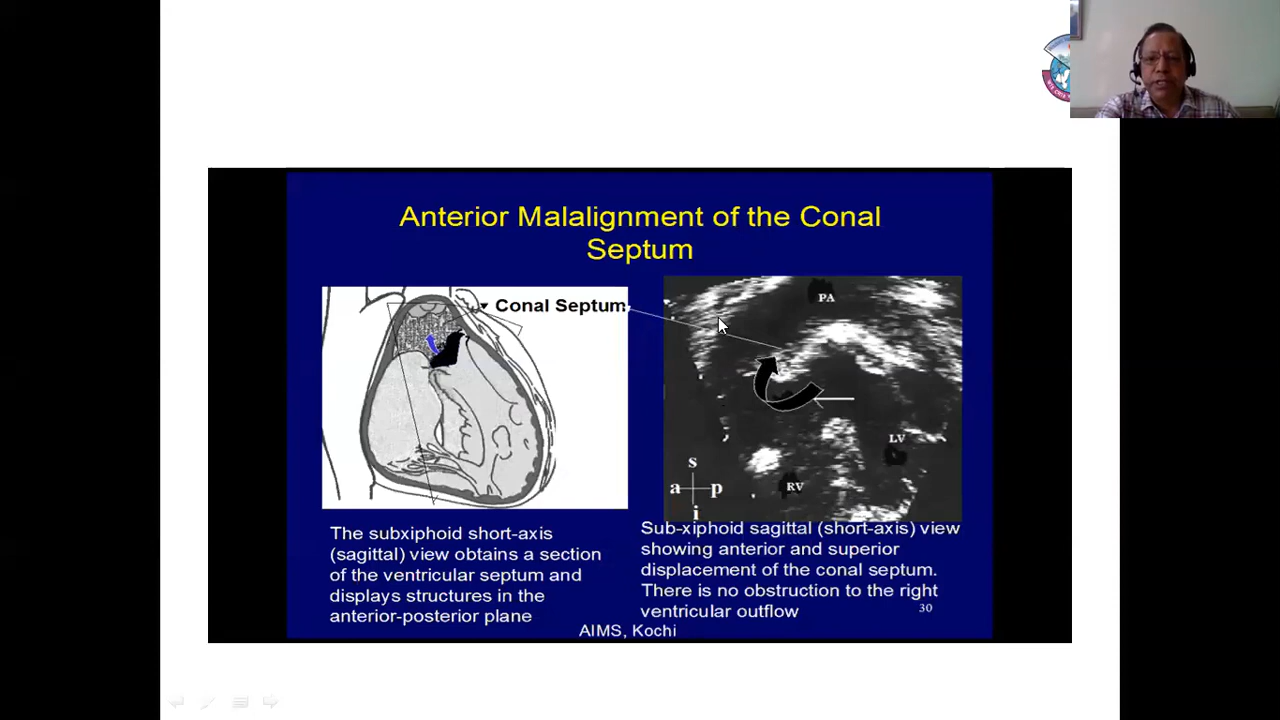 Anterior Malalignment of the Conal
Septum
Conal Septum
PA
LV
RV
s
a
p
i
The subxiphoid short-axis
(sagittal) view obtains a section
of the ventricular septum and
displays structures in the
anterior-posterior plane
Sub-xiphoid sagittal (short-axis) view
showing anterior and superior
displacement of the conal septum.
There is no obstruction to the right
ventricular outflow
30
AIMS, Kochi